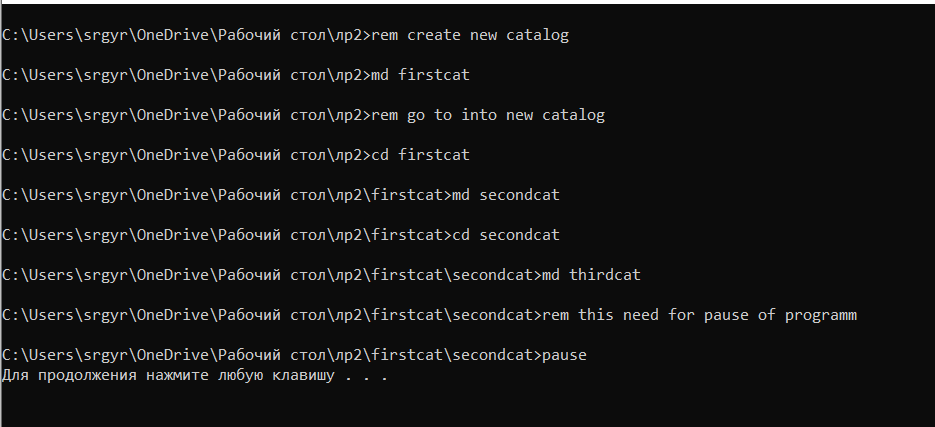 C:\Users\srgyr\OneDrive\Рабочий стол\лр2>rem create new catalog
C:\Users\srgyr\OneDrive\Рабочий стол\лр2>md firstcat
C:\Users\srgyr\OneDrive\Рабочий стол\лр2>rem go to into new catalog
C:\Users\srgyr\OneDrive\Рабочий стол\лр2>cd firstcat
C:\Users\srgyr\OneDrive\Рабочий стол\лр2\firstcat>md secondcat
C:\Users\srgyr\OneDrive\Рабочий стол\лр2\firstcat>cd secondcat
C:\Users\srgyr\OneDrive\Рабочий стол\лр2\firstcat\secondcat>md thirdcat
C:\Users\srgyr\OneDrive\Рабочий стол\лр2\firstcat\secondcat>rem this need for pause of programm
C:\Users\srgyr\OneDrive\Рабочий стол\лр2\firstcat\secondcat>pause
Для продолжения нажмите любую клавишу . . .